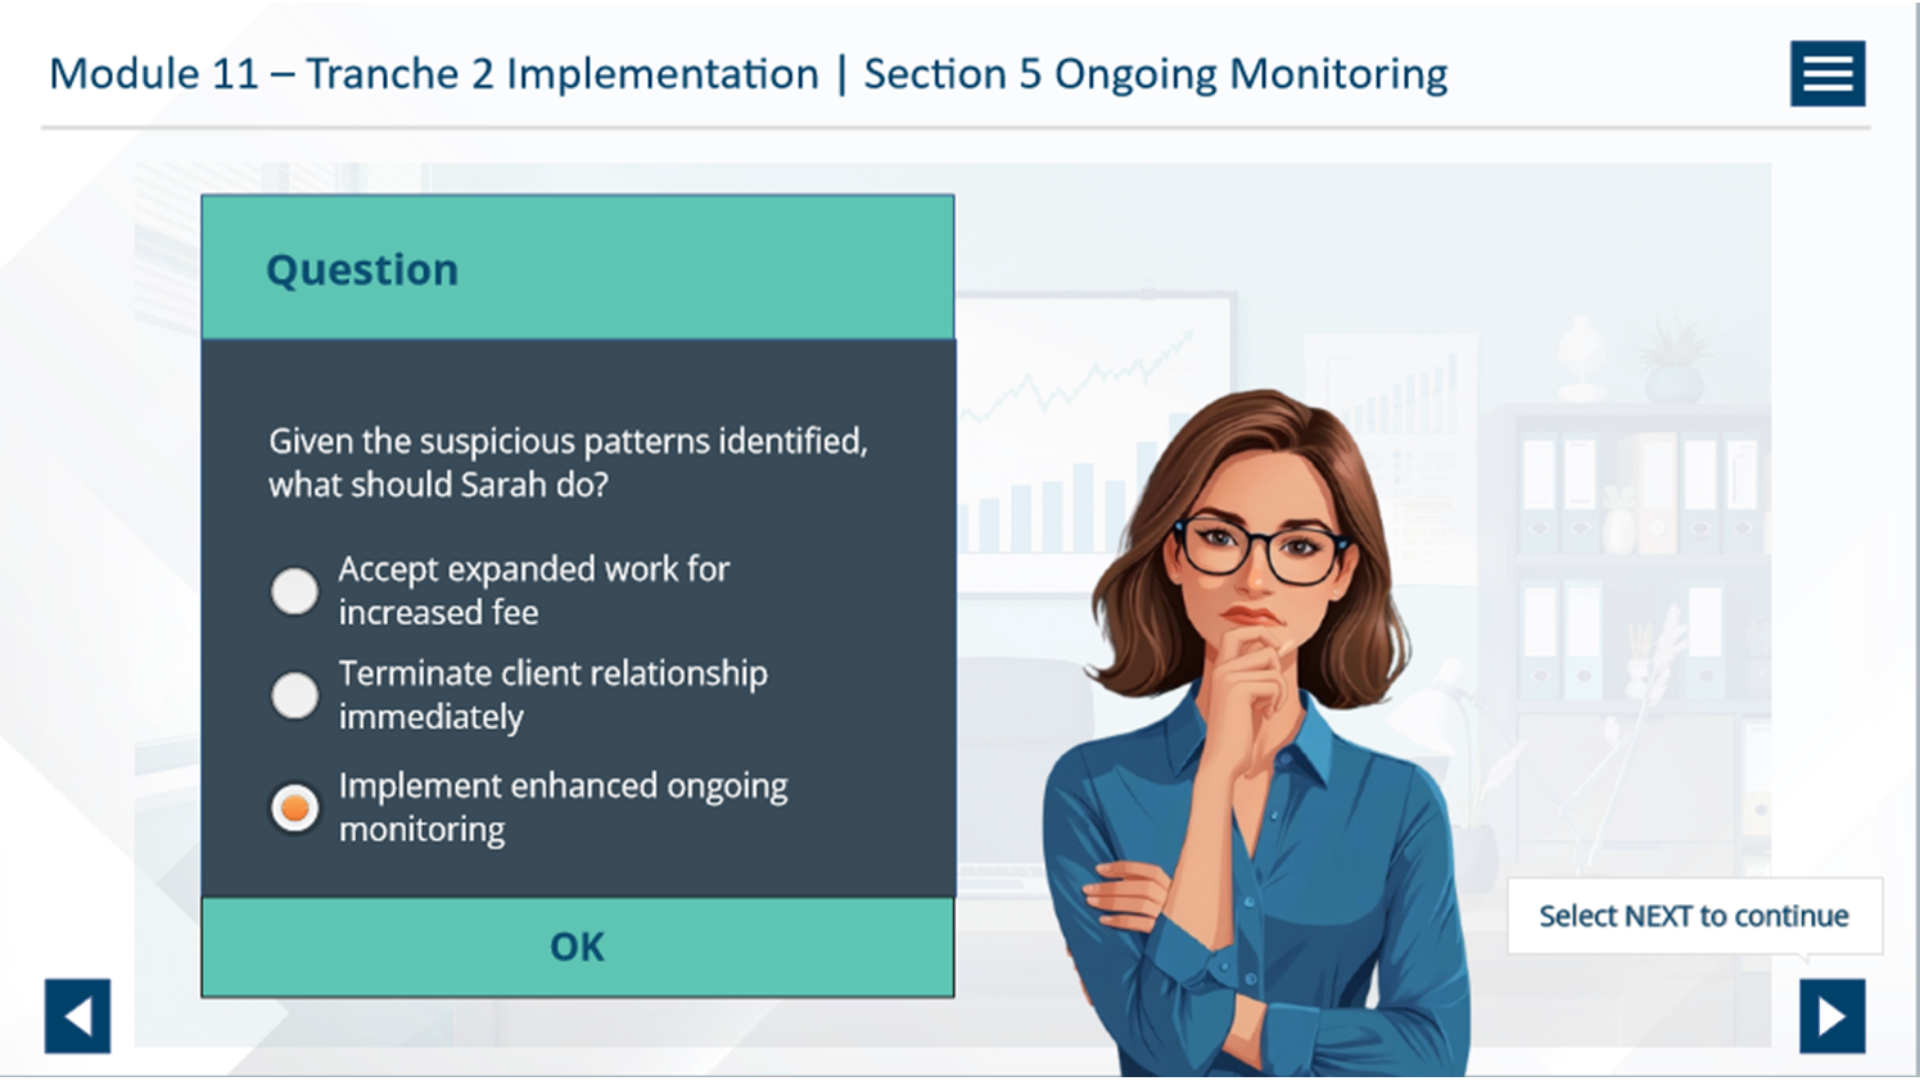 Module 11 – Tranche 2 Implementation | Section 5 Ongoing Monitoring
Question
Given the suspicious patterns identified,
what should Sarah do?
Accept expanded work for
increased fee
Terminate client relationship
immediately
Implement enhanced ongoing
monitoring
OK
Select NEXT to continue